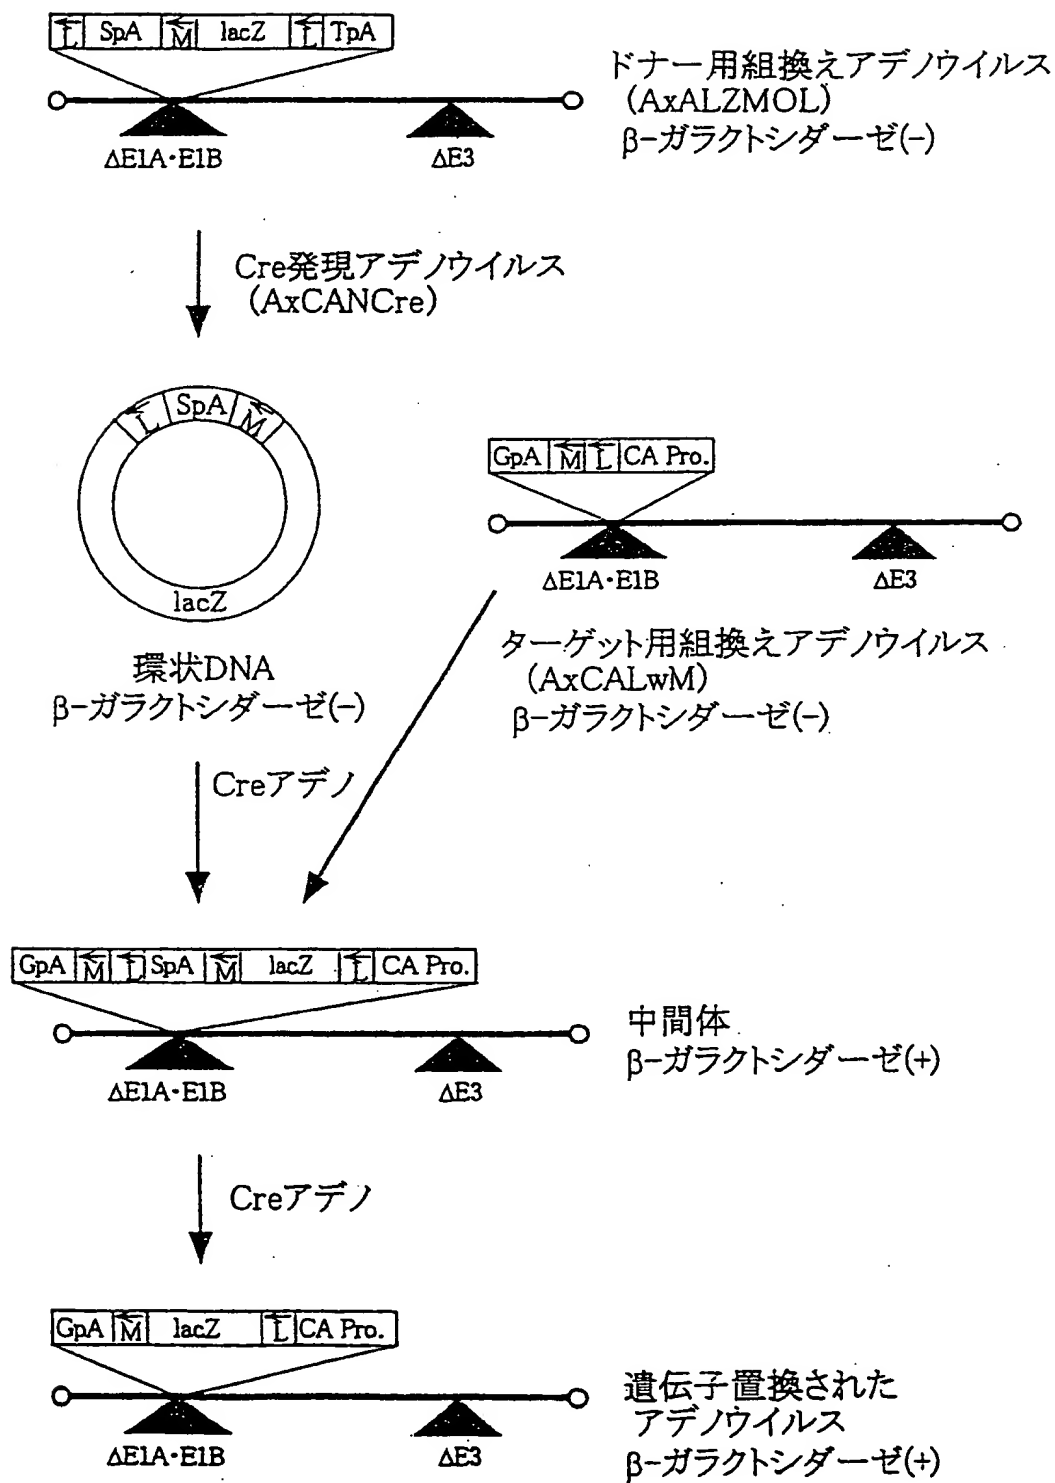 L SpA M lacZ L TpA
ドナー用組換えアデノウイルス
(AxALZMOL)
β-ガラクトシダーゼ(-)
ΔE1A・E1B
ΔE3
Cre発現アデノウイルス
(AxCANCre)
L SpA M
lacZ
環状DNA
β-ガラクトシダーゼ(-)
GpA M L CA Pro.
ΔE1A・E1B
ΔE3
ターゲット用組換えアデノウイルス
(AxCALwM)
β-ガラクトシダーゼ(-)
Creアデノ
GpA M L SpA M lacZ L CA Pro.
中間体
β-ガラクトシダーゼ(+)
ΔE1A・E1B
ΔE3
Creアデノ
GpA M lacZ L CA Pro.
遺伝子置換された
アデノウイルス
β-ガラクトシダーゼ(+)
ΔE1A・E1B
ΔE3